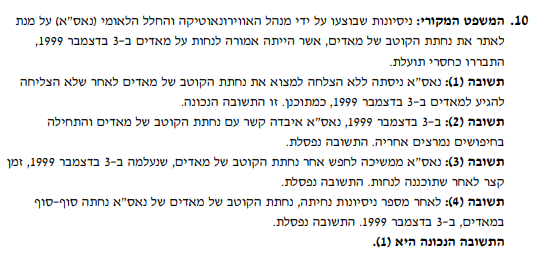 10. המשפט המקורי: ניסיונות שבוצעו על ידי מנהל האווירונאוטיקה והחלל הלאומי (נאס"א) על מנת
לאתר את נחתת הקוטב של מאדים, אשר הייתה אמורה לנחות על מאדים ב-3 בדצמבר 1999,
התבררו כחסרי תועלת.
תשובה (1): נאס"א ניסתה ללא הצלחה למצוא את נחתת הקוטב של מאדים לאחר שלא הצליחה
להגיע למאדים ב-3 בדצמבר 1999, כמתוכנן. זו התשובה הנכונה.
תשובה (2): ב-3 בדצמבר 1999, נאס"א איבדה קשר עם נחתת הקוטב של מאדים והתחילה
בחיפושים נמרצים אחריה. התשובה נפסלת.
תשובה (3): נאס"א ממשיכה לחפש אחר נחתת הקוטב של מאדים, שנעלמה ב-3 בדצמבר 1999, זמן
קצר לאחר שתוכננה לנחות. התשובה נפסלת.
תשובה (4): לאחר מספר ניסיונות נחיתה, נחתת הקוטב של מאדים של נאס"א נחתה סוף-סוף
במאדים, ב-3 בדצמבר 1999. התשובה נפסלת.
התשובה הנכונה היא (1).